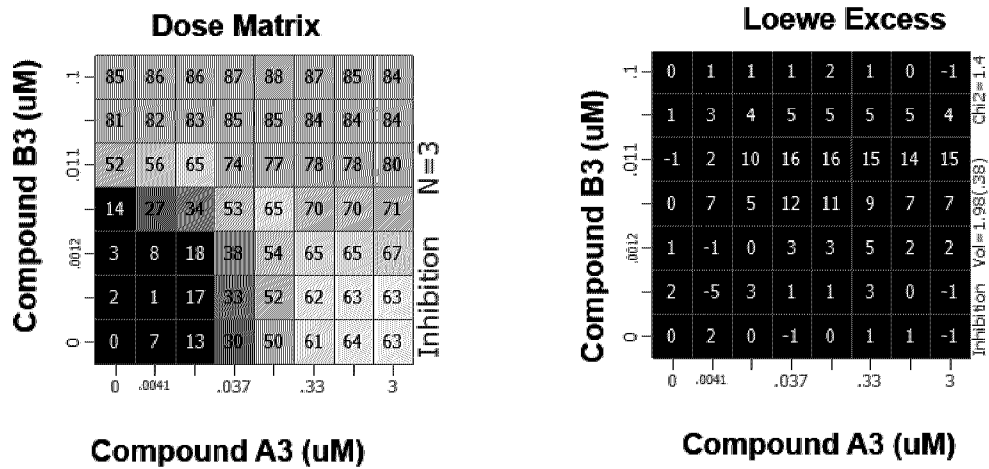 Dose Matrix
85 86 86 87 88 87 85 84
81 82 83 85 85 84 84 84
52 56 65 74 77 78 78 80
14 27 34 53 65 70 70 71
3 8 18 38 54 65 65 67
2 1 17 33 52 62 63 63
0 7 13 30 50 61 64 63
.1
.011
.0012
0
0 .0041 .037 .33 3
Compound B3 (uM)
Compound A3 (uM)
Inhibition N=3
Loewe Excess
0 1 1 1 2 1 0 -1
1 3 4 5 5 5 5 4
-1 2 10 16 16 15 14 15
0 7 5 12 11 9 7 7
1 -1 0 3 3 5 2 2
2 -5 3 1 1 3 0 -1
0 2 0 -1 0 1 1 -1
.1
.011
.0012
0
0 .0041 .037 .33 3
Compound B3 (uM)
Compound A3 (uM)
Inhibition Vol=1.98(.38) Chi2=1.4